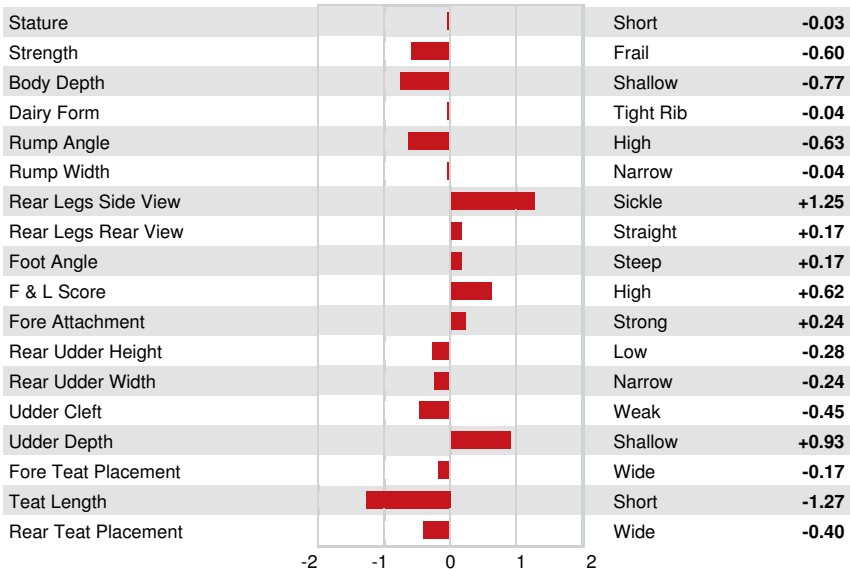 Stature Short -0.03
Strength Frail -0.60
Body Depth Shallow -0.77
Dairy Form Tight Rib -0.04
Rump Angle High -0.63
Rump Width Narrow -0.04
Rear Legs Side View Sickle +1.25
Rear Legs Rear View Straight +0.17
Foot Angle Steep +0.17
F & L Score High +0.62
Fore Attachment Strong +0.24
Rear Udder Height Low -0.28
Rear Udder Width Narrow -0.24
Udder Cleft Weak -0.45
Udder Depth Shallow +0.93
Fore Teat Placement Wide -0.17
Teat Length Short -1.27
Rear Teat Placement Wide -0.40
-2 -1 0 1 2